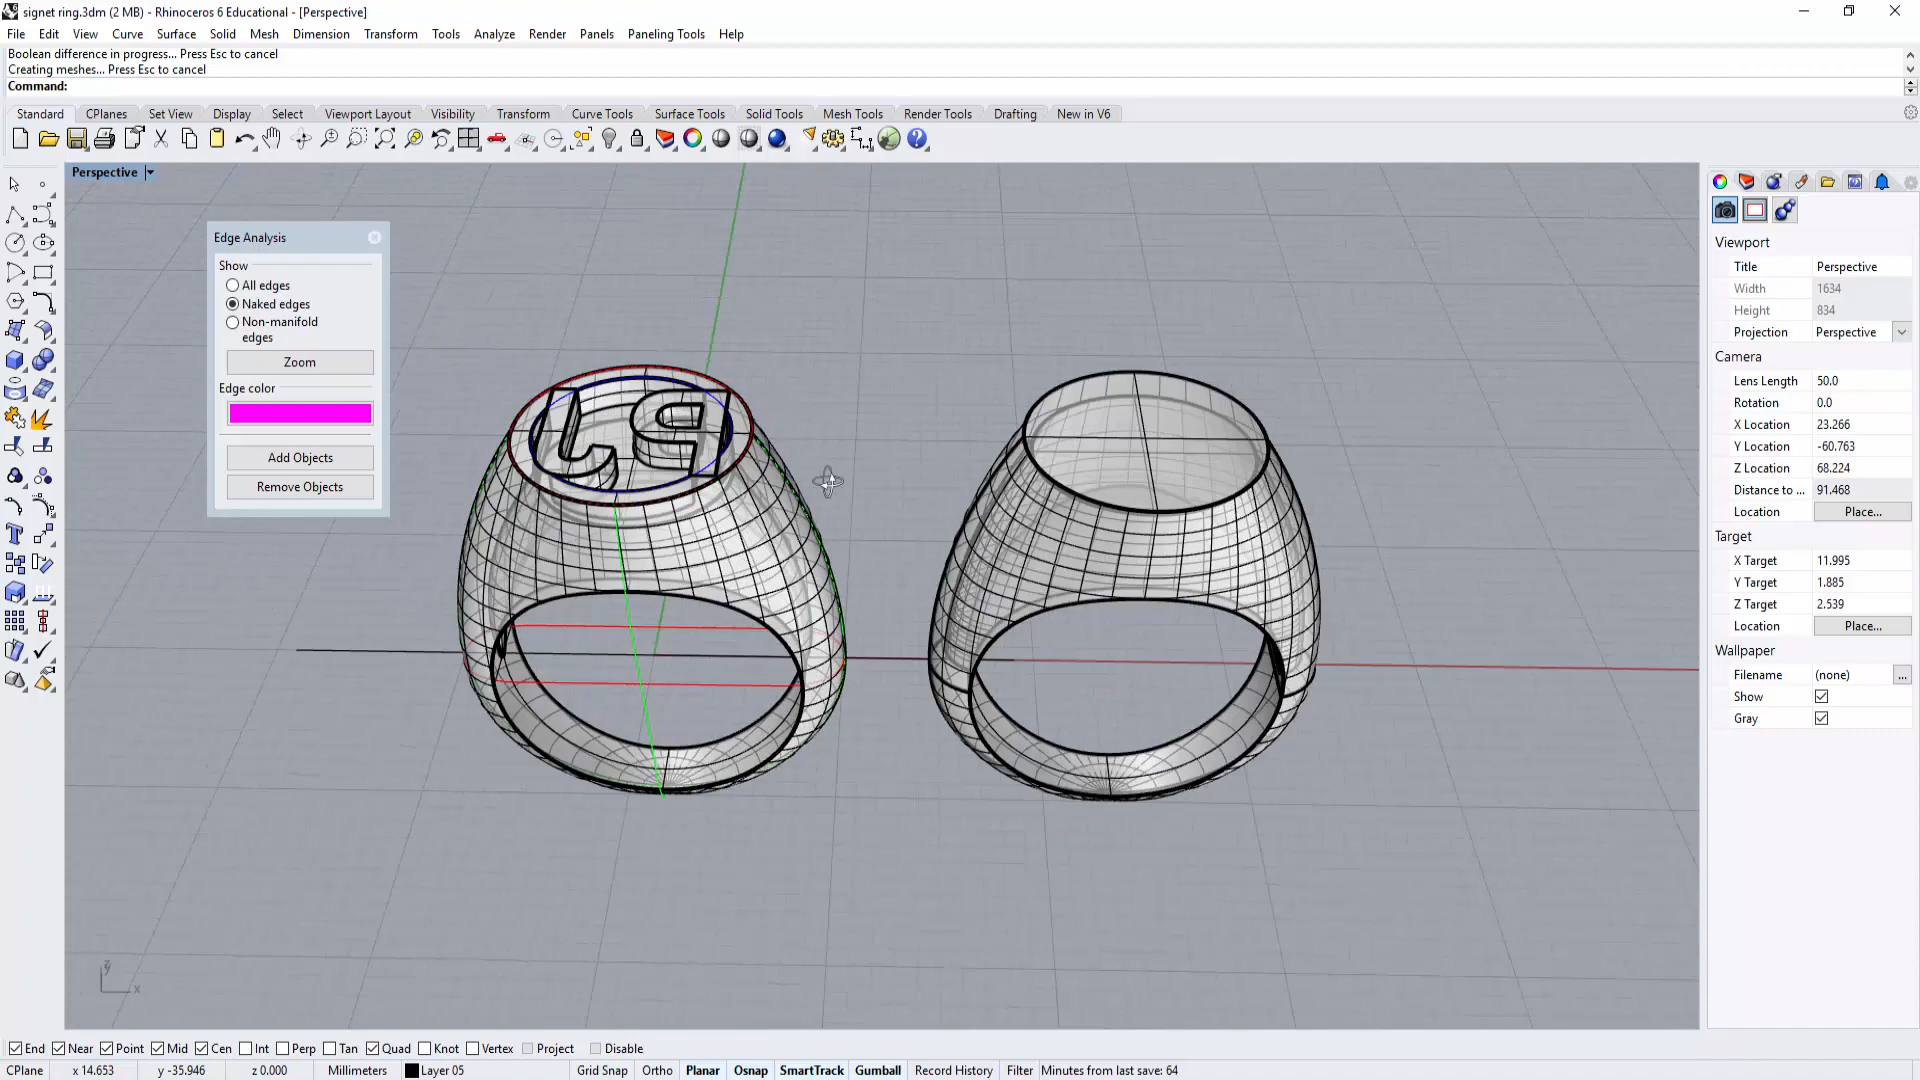 signet ring.3dm (2 MB) - Rhinoceros 6 Educational - [Perspective]
File Edit View Curve Surface Solid Mesh Dimension Transform Tools Analyze Render Panels Paneling Tools Help
Boolean difference in progress... Press Esc to cancel
Creating meshes... Press Esc to cancel
Command:
Standard CPlanes Set View Display Select Viewport Layout Visibility Transform Curve Tools Surface Tools Solid Tools Mesh Tools Render Tools Drafting New in V6
Perspective
Edge Analysis
Show
All edges
Naked edges
Non-manifold
edges
Zoom
Edge color
Add Objects
Remove Objects
Viewport
Title Perspective
Width 1634
Height 834
Projection Perspective
Camera
Lens Length 50.0
Rotation 0.0
X Location 23.266
Y Location -60.763
Z Location 68.224
Distance to ... 91.468
Location Place...
Target
X Target 11.995
Y Target 1.885
Z Target 2.539
Location Place...
Wallpaper
Filename (none) ...
Show
Gray
y
x
End Near Point Mid Cen Int Perp Tan Quad Knot Vertex Project Disable
CPlane x 14.653 y -35.946 z 0.000 Millimeters Layer 05 Grid Snap Ortho Planar Osnap SmartTrack Gumball Record History Filter Minutes from last save: 64